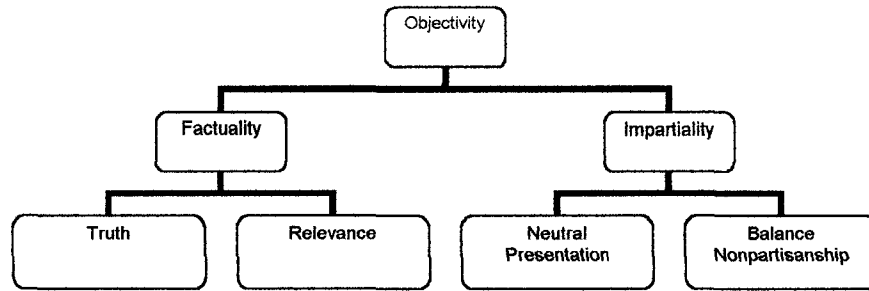 Objectivity
Factuality
Impartiality
Truth
Relevance
Neutral
Presentation
Balance
Nonpartisanship